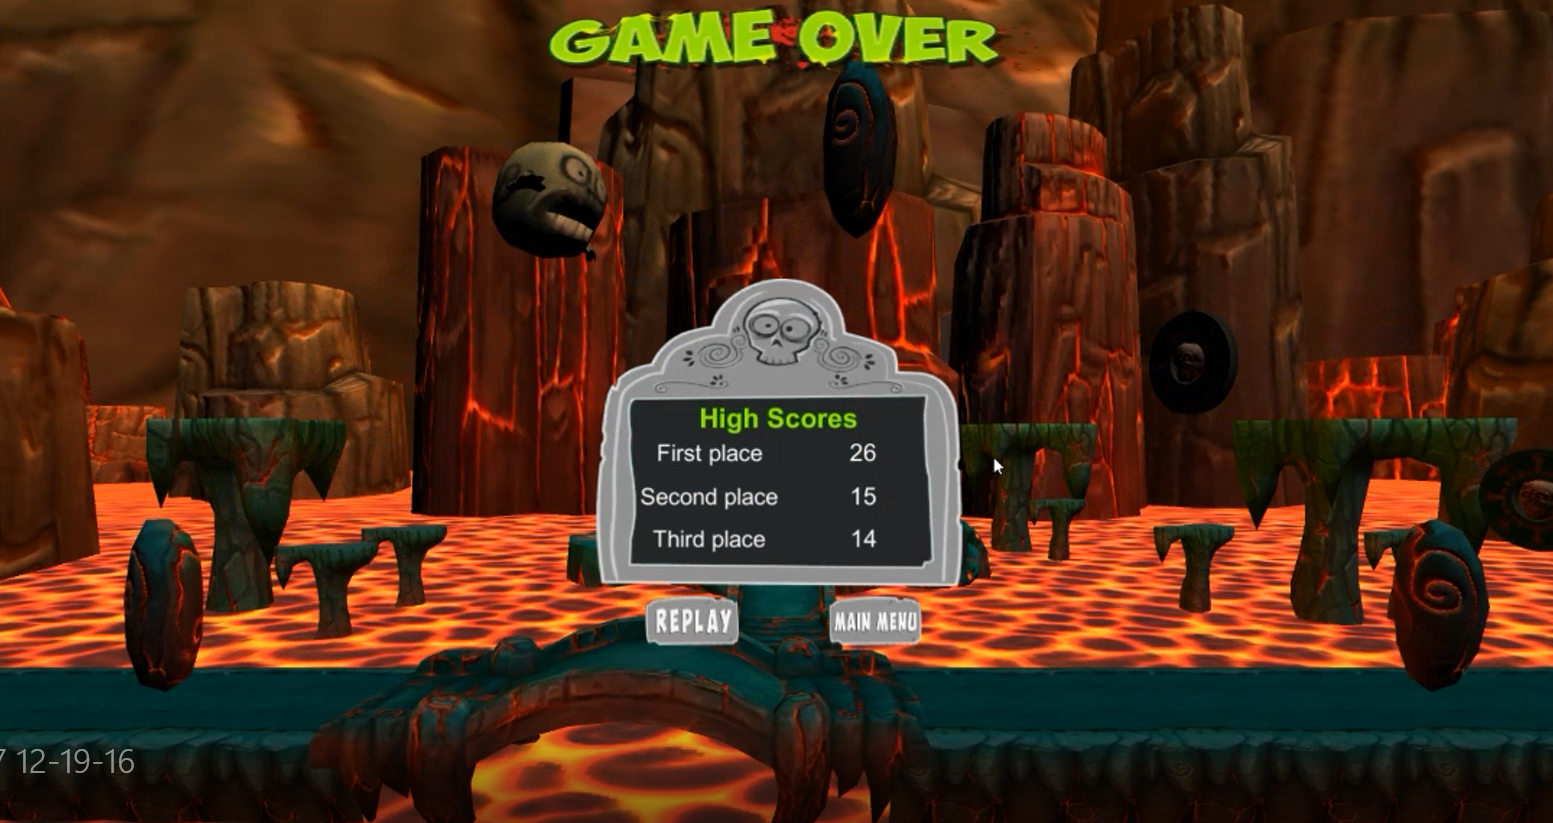 GAME OVER
High Scores
First place 26
Second place 15
Third place 14
REPLAY MAIN MENU
7 12-19-16